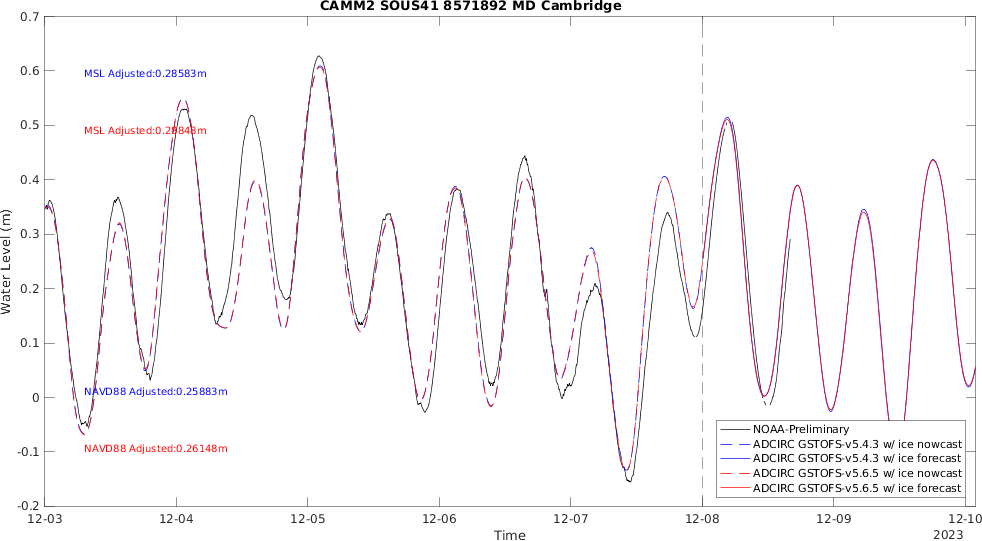 CAMM2 SOUS41 8571892 MD Cambridge
0.7
0.6
0.5
0.4
0.3
0.2
0.1
0
-0.1
-0.2
Water Level (m)
MSL Adjusted:0.28583m
MSL Adjusted:0.28848m
NAVD88 Adjusted:0.25883m
NAVD88 Adjusted:0.26148m
NOAA-Preliminary
ADCIRC GSTOFS-v5.4.3 w/ ice nowcast
ADCIRC GSTOFS-v5.4.3 w/ ice forecast
ADCIRC GSTOFS-v5.6.5 w/ ice nowcast
ADCIRC GSTOFS-v5.6.5 w/ ice forecast
12-03 12-04 12-05 12-06 12-07 12-08 12-09 12-10
Time
2023